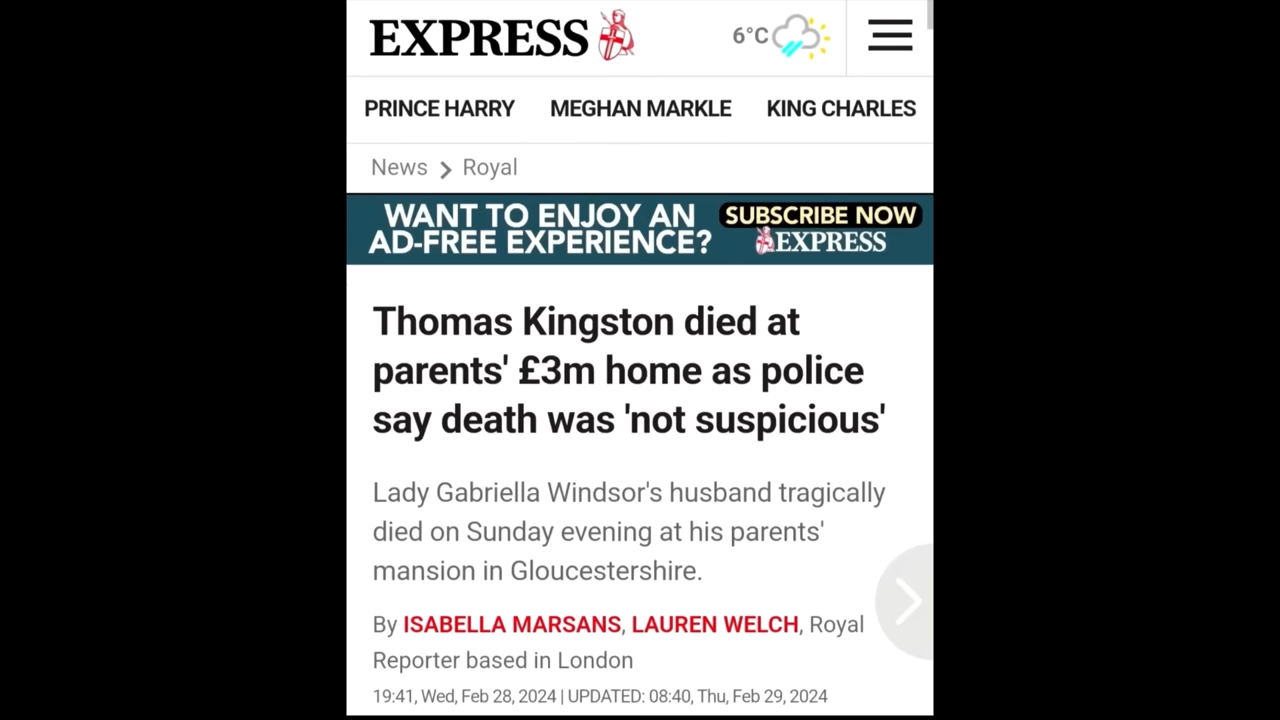 EXPRESS
6°C
PRINCE HARRY MEGHAN MARKLE KING CHARLES
News > Royal
WANT TO ENJOY AN
AD-FREE EXPERIENCE?
SUBSCRIBE NOW
EXPRESS
Thomas Kingston died at
parents' £3m home as police
say death was 'not suspicious'
Lady Gabriella Windsor's husband tragically
died on Sunday evening at his parents'
mansion in Gloucestershire.
By ISABELLA MARSANS, LAUREN WELCH, Royal
Reporter based in London
19:41, Wed, Feb 28, 2024 | UPDATED: 08:40, Thu, Feb 29, 2024